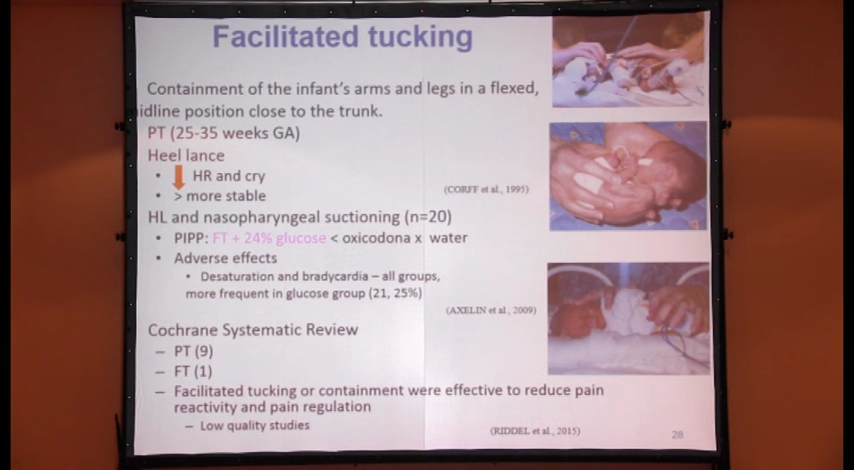 Facilitated tucking
Containment of the infant's arms and legs in a flexed,
midline position close to the trunk.
PT (25-35 weeks GA)
Heel lance
• HR and cry
• > more stable
(CORFF et al., 1995)
HL and nasopharyngeal suctioning (n=20)
• PIPP: FT + 24% glucose < oxicodona x water
• Adverse effects
• Desaturation and bradycardia – all groups,
more frequent in glucose group (21, 25%)
(AXELIN et al., 2009)
Cochrane Systematic Review
– PT (9)
– FT (1)
– Facilitated tucking or containment were effective to reduce pain
reactivity and pain regulation
– Low quality studies
(RIDDEL et al., 2015)
28